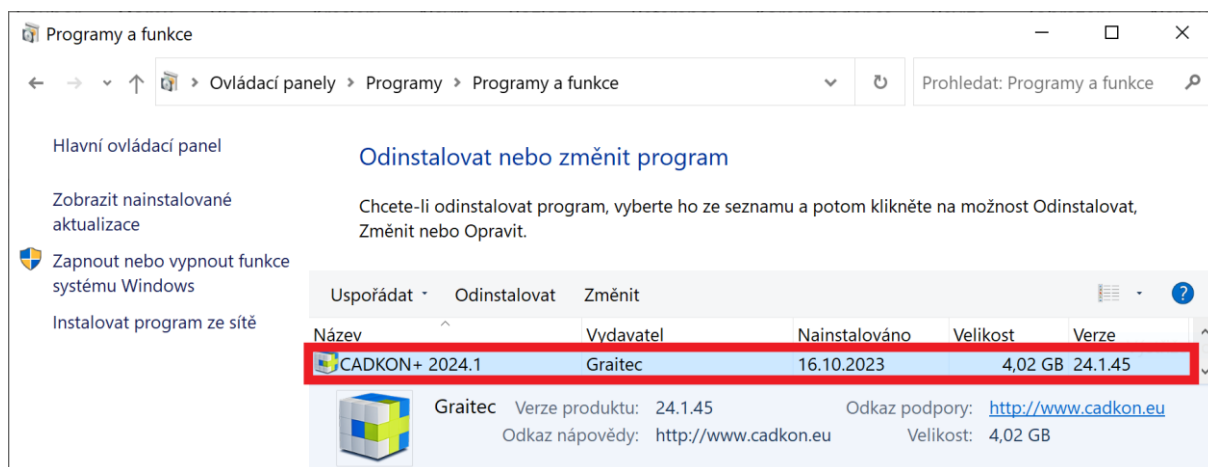 Programy a funkce
Ovládací panely > Programy > Programy a funkce
Prohledat: Programy a funkce
Hlavní ovládací panel
Zobrazit nainstalované
aktualizace
Zapnout nebo vypnout funkce
systému Windows
Instalovat program ze sítě
Odinstalovat nebo změnit program
Chcete-li odinstalovat program, vyberte ho ze seznamu a potom klikněte na možnost Odinstalovat,
Změnit nebo Opravit.
Uspořádat Odinstalovat Změnit ?
Název Vydavatel Nainstalováno Velikost Verze
CADKON+ 2024.1 Graitec 16.10.2023 4,02 GB 24.1.45
Graitec Verze produktu: 24.1.45 Odkaz podpory: http://www.cadkon.eu
Odkaz nápovědy: http://www.cadkon.eu Velikost: 4,02 GB